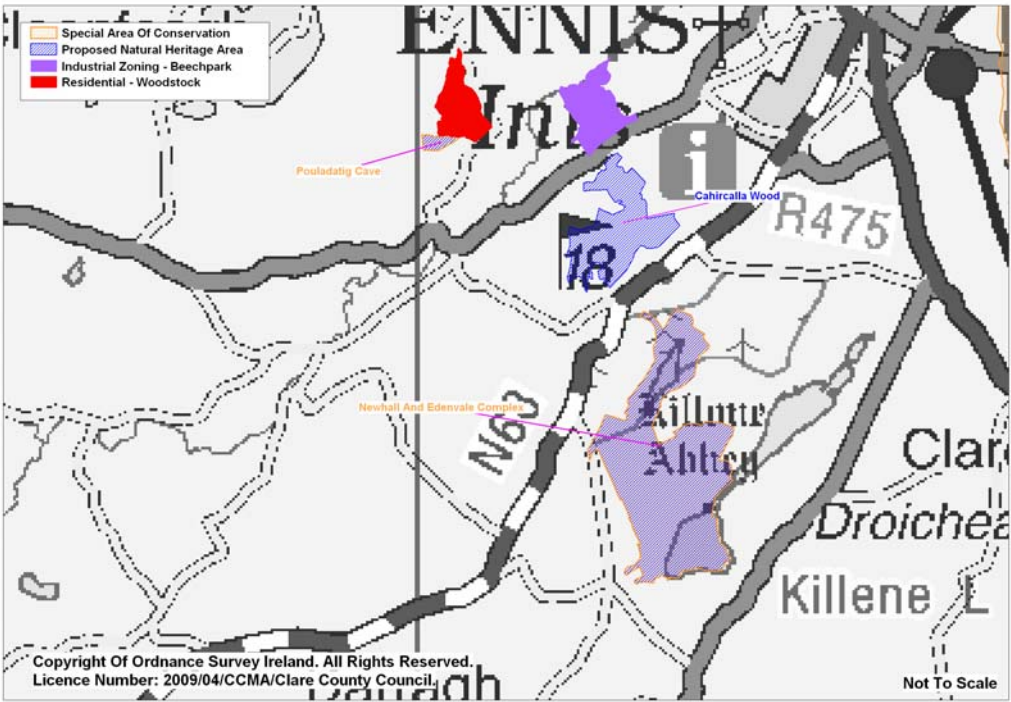 ENNIS
Special Area Of Conservation
Proposed Natural Heritage Area
Industrial Zoning - Beechpark
Residential - Woodstock
Inis
i
Pouladatig Cave
Cahircalla Wood
R475
18
Newhall And Edenvale Complex
Killone
Abbey
N68
Clare
Droichea
Killene L
Copyright Of Ordnance Survey Ireland. All Rights Reserved.
Licence Number: 2009/04/CCMA/Clare County Council.
Darragh
Not To Scale